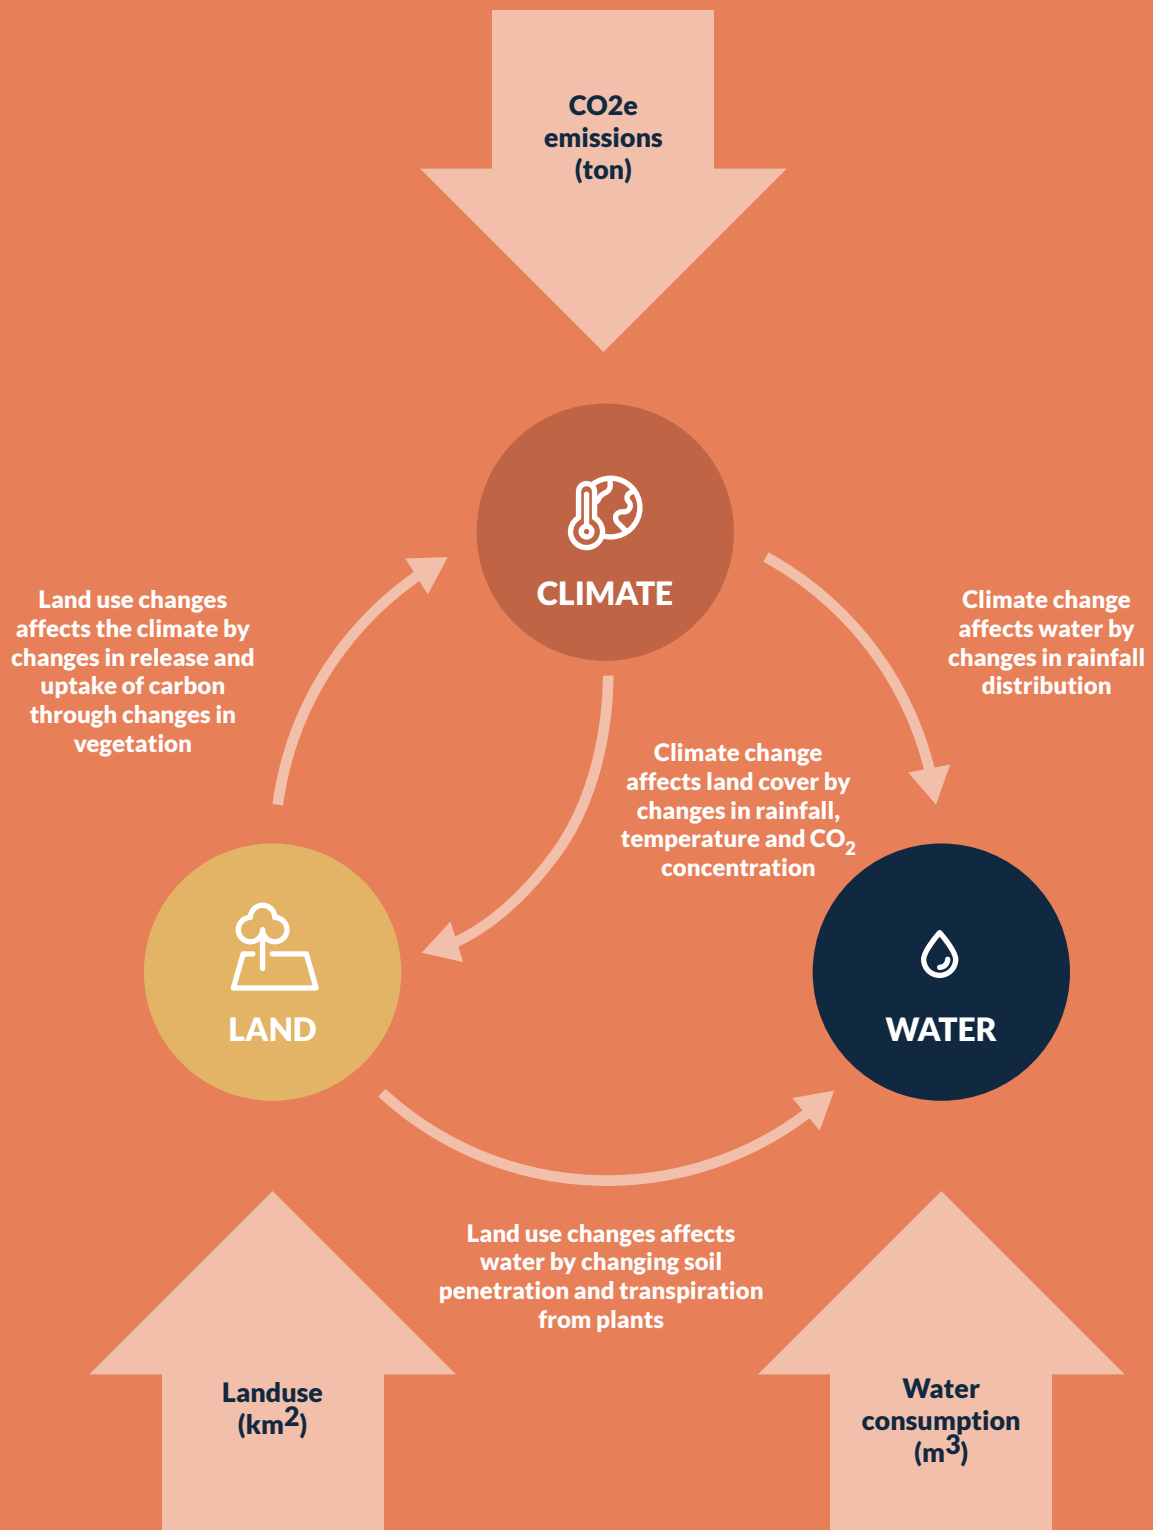 CO2e
emissions
(ton)
CLIMATE
Land use changes
affects the climate by
changes in release and
uptake of carbon
through changes in
vegetation
Climate change
affects water by
changes in rainfall
distribution
Climate change
affects land cover by
changes in rainfall,
temperature and CO₂
concentration
LAND
WATER
Land use changes affects
water by changing soil
penetration and transpiration
from plants
Landuse
(km²)
Water
consumption
(m³)